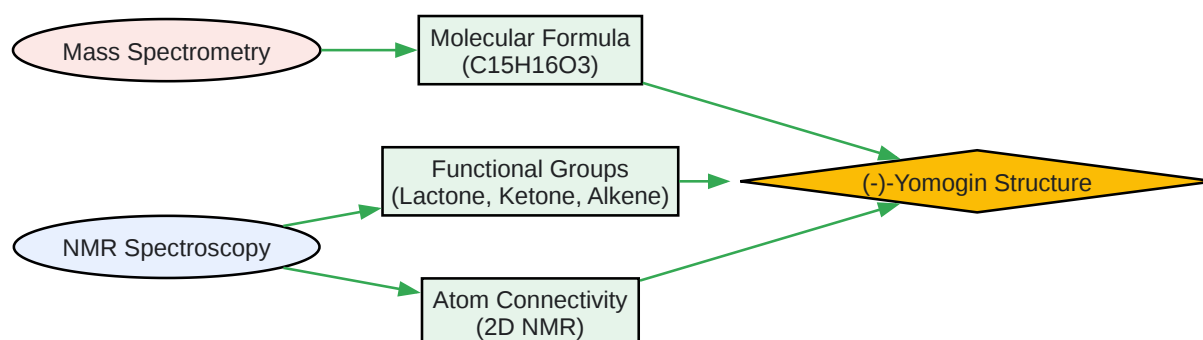 Mass Spectrometry
Molecular Formula
(C15H16O3)
Functional Groups
(Lactone, Ketone, Alkene)
(-)-Yomogin Structure
NMR Spectroscopy
Atom Connectivity
(2D NMR)